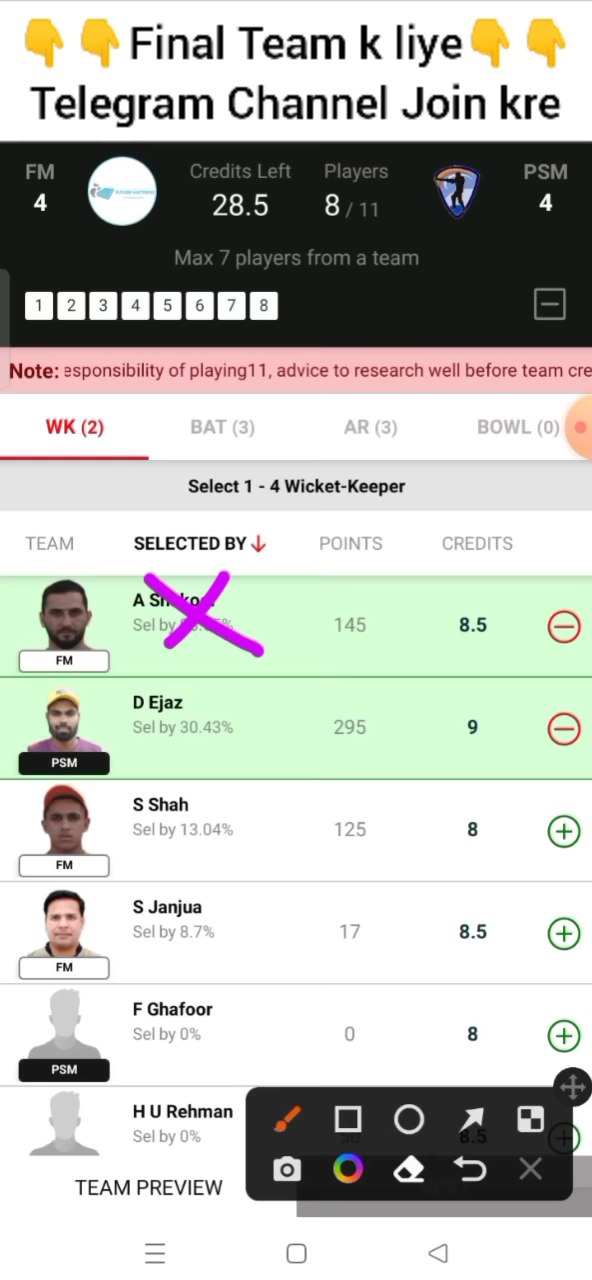 Final Team k liye
Telegram Channel Join kre
FM
4
Credits Left
28.5
Players
8 / 11
PSM
4
Max 7 players from a team
1 2 3 4 5 6 7 8
Note: esponsibility of playing11, advice to research well before team cre
WK (2) BAT (3) AR (3) BOWL (0)
Select 1 - 4 Wicket-Keeper
TEAM SELECTED BY POINTS CREDITS
A
Sel by
145 8.5
FM
D Ejaz
Sel by 30.43%
295 9
PSM
S Shah
Sel by 13.04%
125 8
FM
S Janjua
Sel by 8.7%
17 8.5
FM
F Ghafoor
Sel by 0%
0 8
PSM
H U Rehman
Sel by 0%
8.5
TEAM PREVIEW